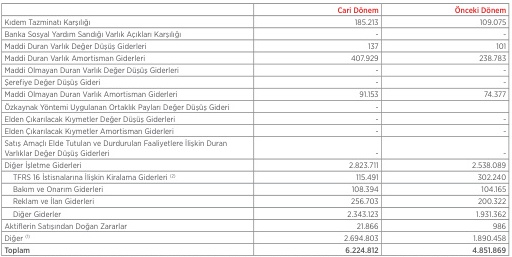 Cari Dönem Önceki Dönem
Kıdem Tazminatı Karşılığı 185.213 109.075
Banka Sosyal Yardım Sandığı Varlık Açıkları Karşılığı - -
Maddi Duran Varlık Değer Düşüş Giderleri 137 101
Maddi Duran Varlık Amortisman Giderleri 407.929 238.783
Maddi Olmayan Duran Varlık Değer Düşüş Giderleri - -
Şerefiye Değer Düşüş Gideri - -
Maddi Olmayan Duran Varlık Amortisman Giderleri 91.153 74.377
Özkaynak Yöntemi Uygulanan Ortaklık Payları Değer Düşüş Gideri -
Elden Çıkarılacak Kıymetler Değer Düşüş Giderleri - -
Elden Çıkarılacak Kıymetler Amortisman Giderleri - -
Satış Amaçlı Elde Tutulan ve Durdurulan Faaliyetlere İlişkin Duran
Varlıklar Değer Düşüş Giderleri - -
Diğer İşletme Giderleri 2.823.711 2.538.089
TFRS 16 İstisnalarına İlişkin Kiralama Giderleri (2) 115.491 302.240
Bakım ve Onarım Giderleri 108.394 104.165
Reklam ve İlan Giderleri 256.703 200.322
Diğer Giderler 2.343.123 1.931.362
Aktiflerin Satışından Doğan Zararlar 21.866 986
Diğer (1) 2.694.803 1.890.458
Toplam 6.224.812 4.851.869